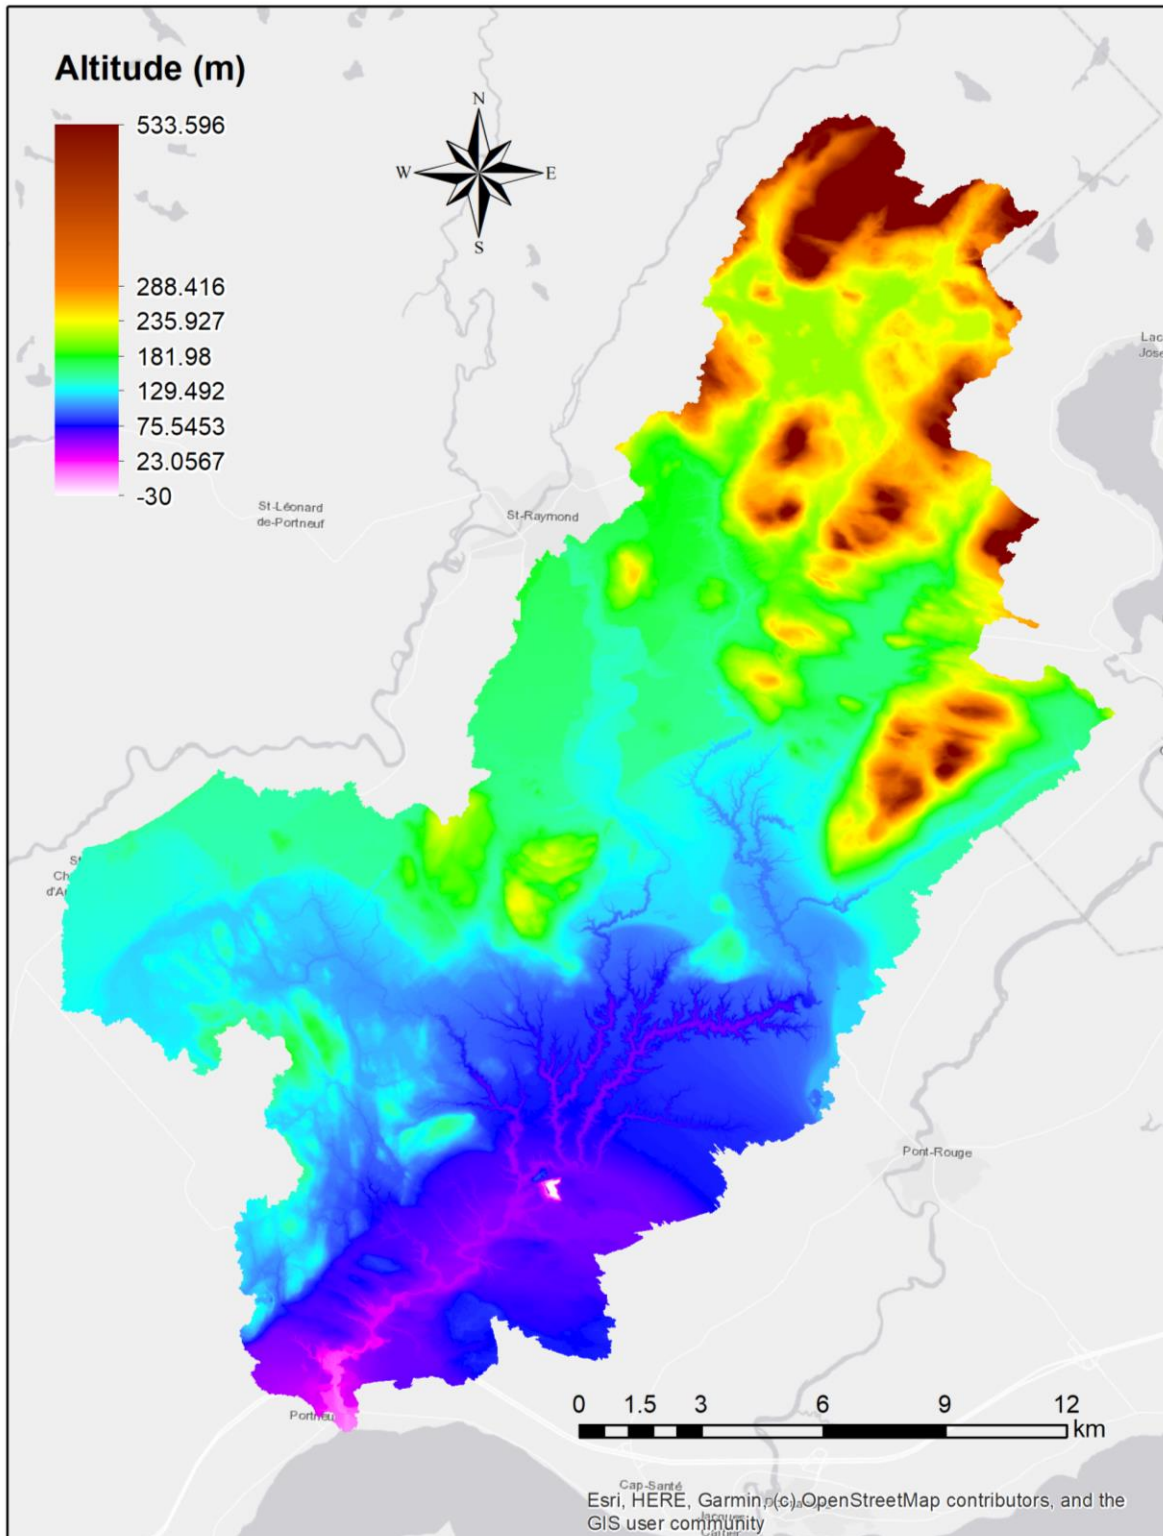 Altitude (m)
533.596
288.416
235.927
181.98
129.492
75.5453
23.0567
-30
N
W
E
S
Lac
St-Léonard
de-Portneuf
St-Raymond
Pont-Rouge
0 1.5 3 6 9 12
km
Cap-Santé
Esri, HERE, Garmin, (c) OpenStreetMap contributors, and the
GIS user community